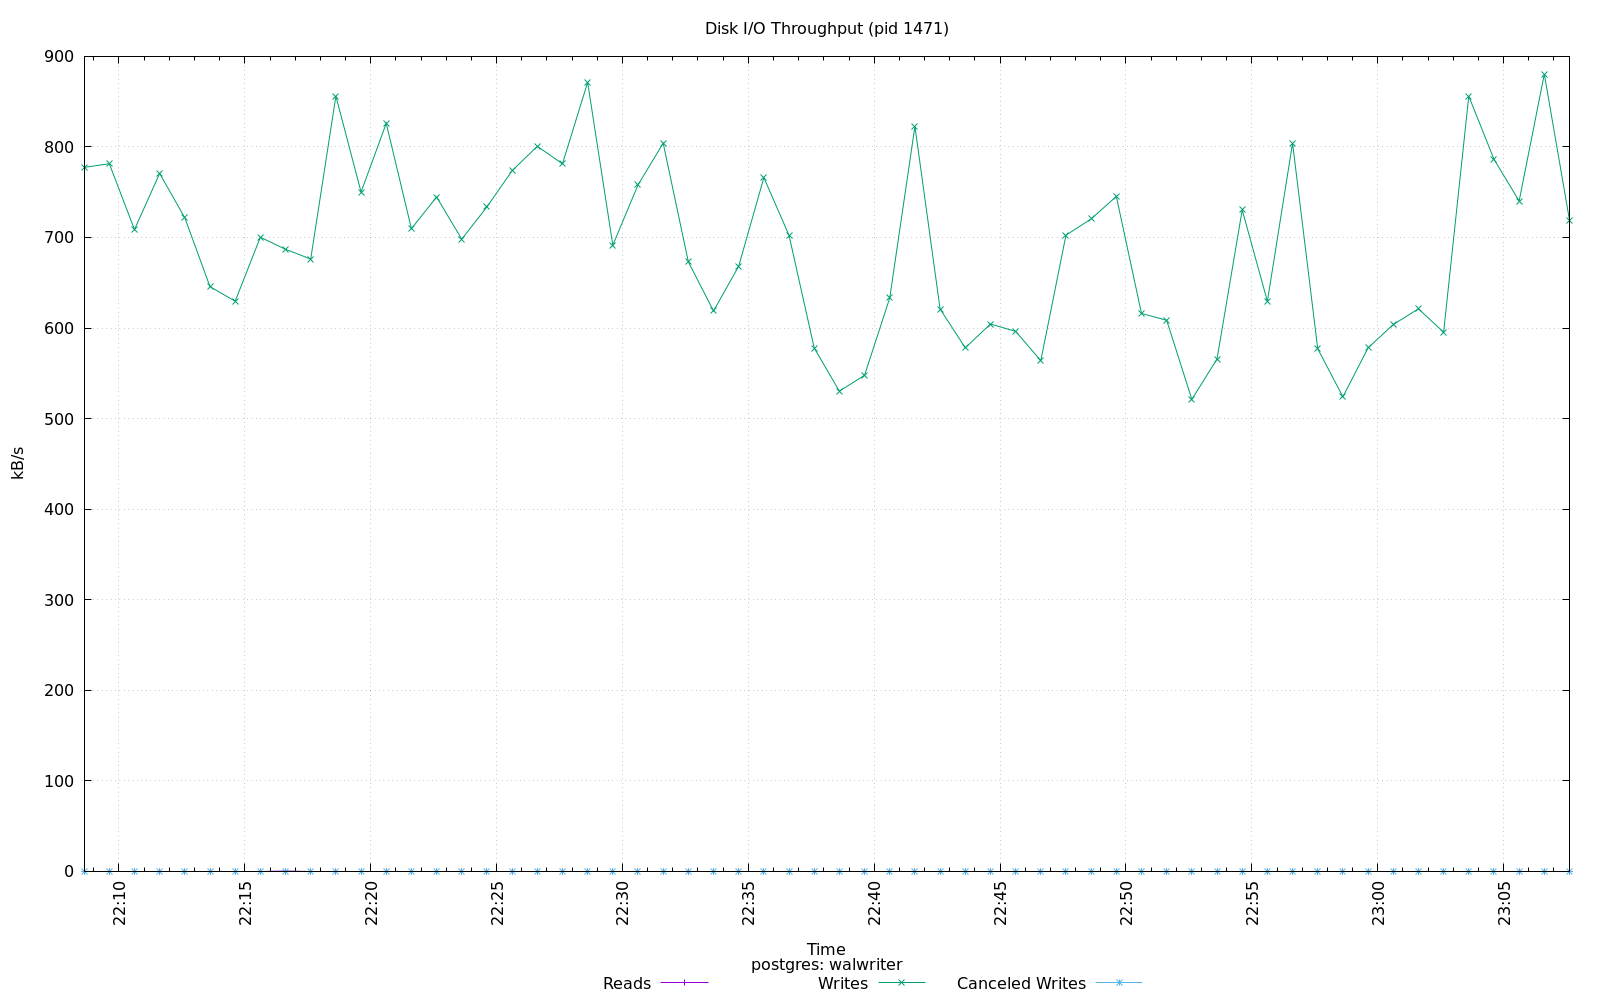 Disk I/O Throughput (pid 1471)
900
800
700
600
500
400
300
200
100
0
kB/s
22:10 22:15 22:20 22:25 22:30 22:35 22:40 22:45 22:50 22:55 23:00 23:05
Time
postgres: walwriter
Reads Writes Canceled Writes